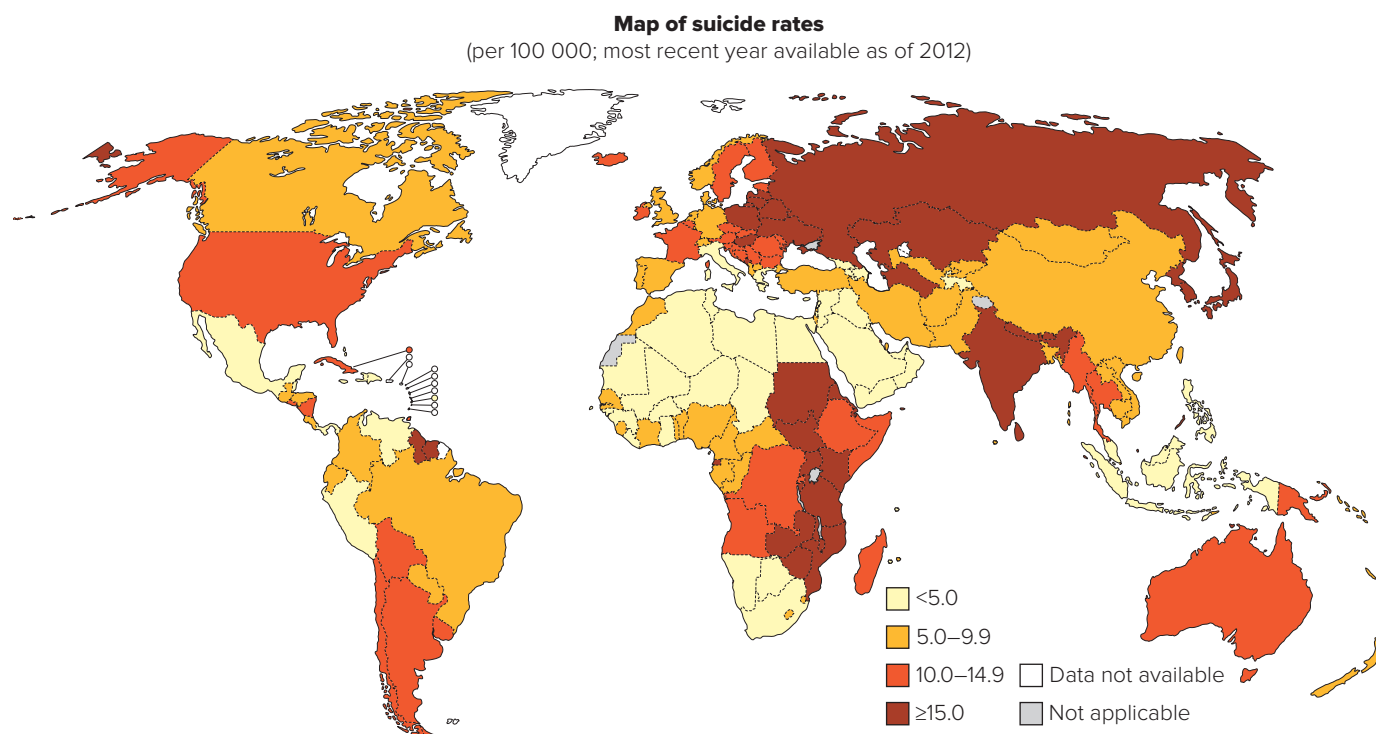 Map of suicide rates
(per 100 000; most recent year available as of 2012)
<5.0
5.0–9.9
10.0–14.9
≥15.0
Data not available
Not applicable